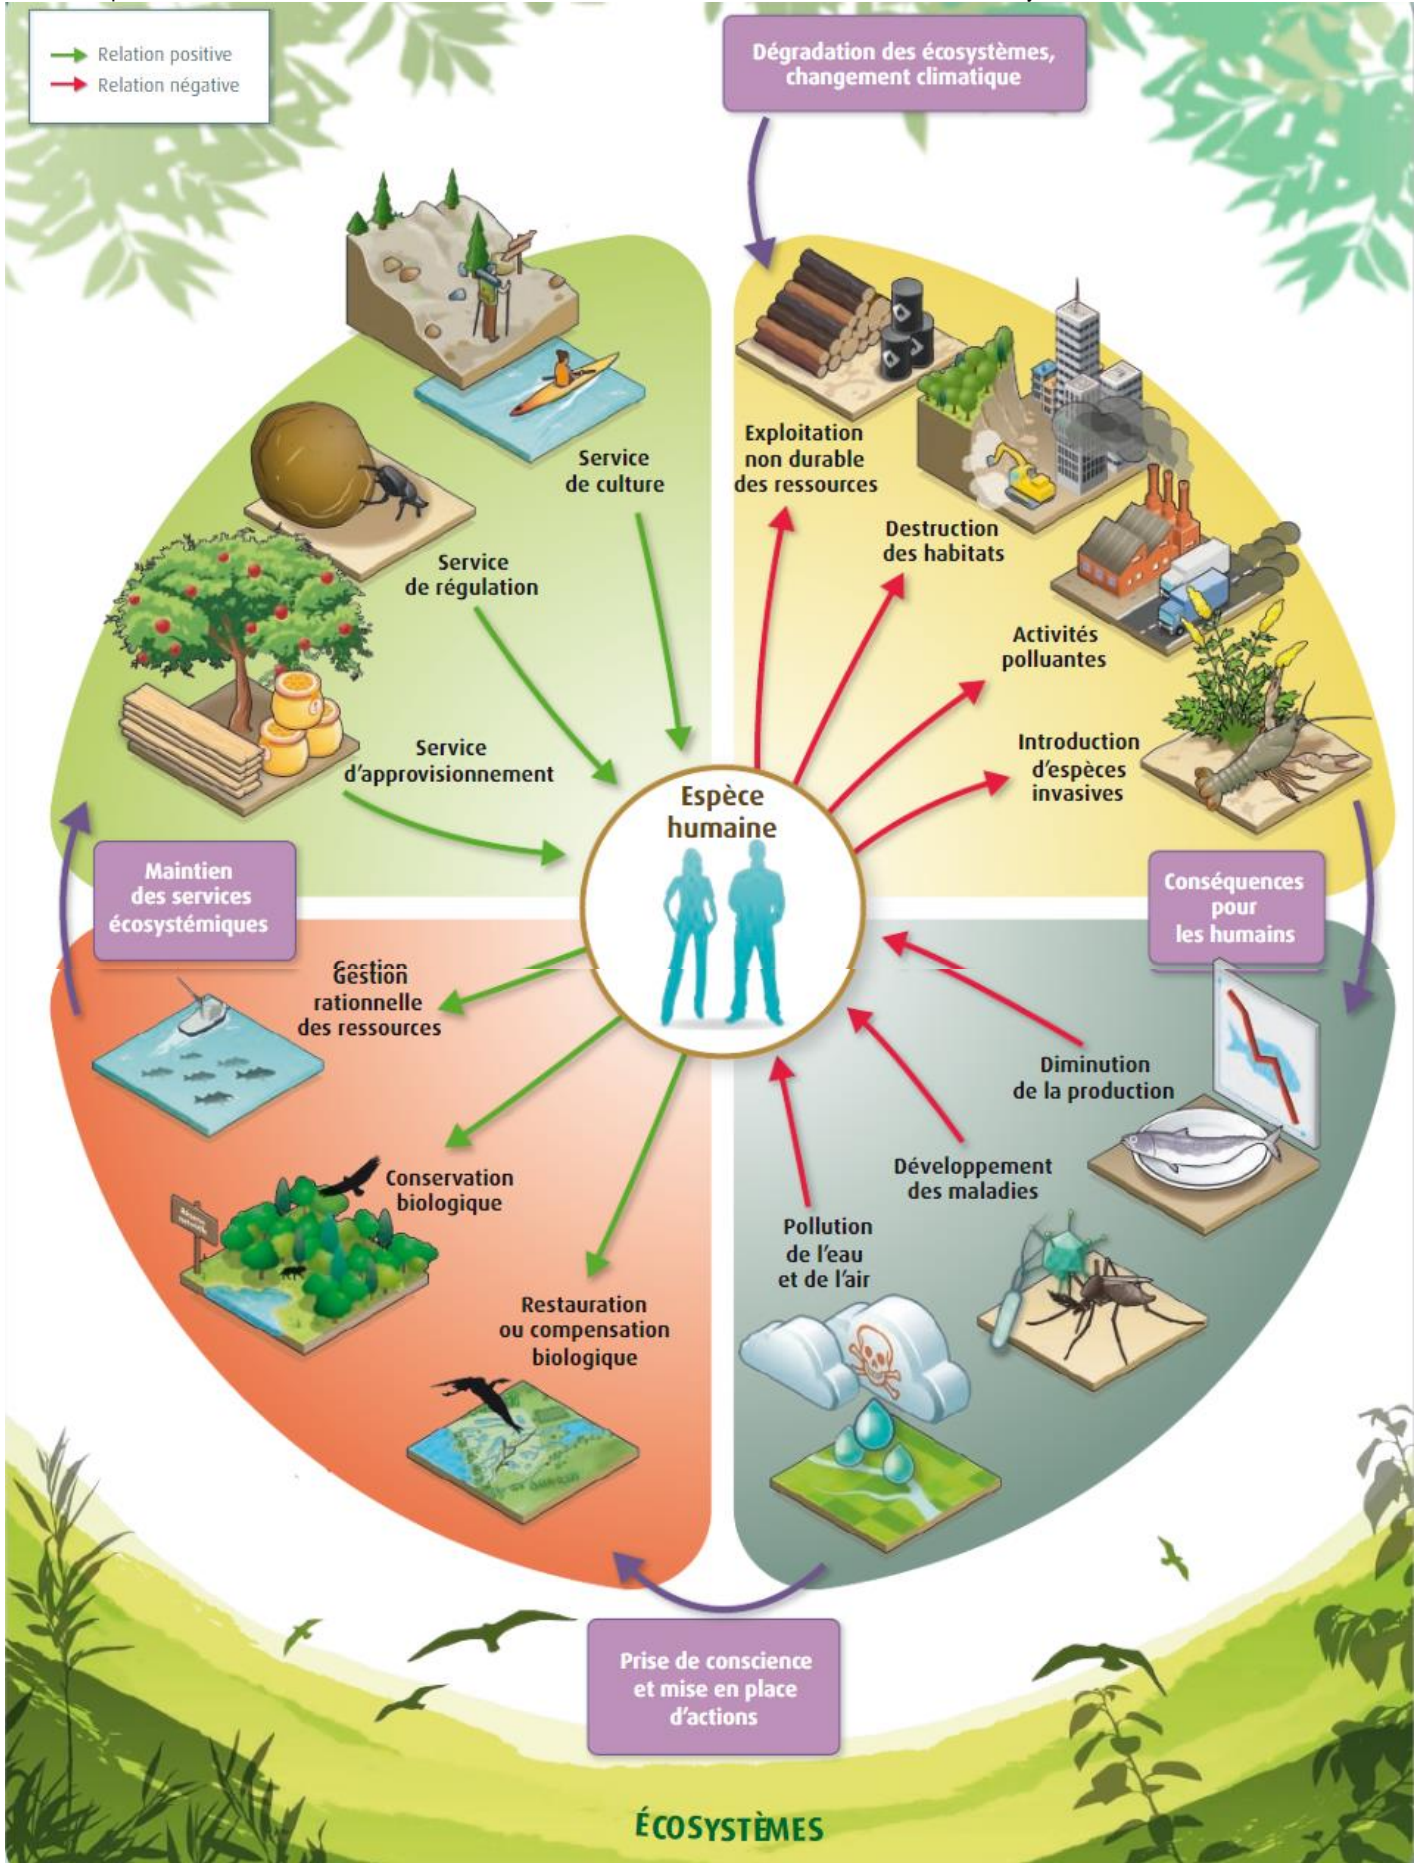 Relation positive
Relation négative
Dégradation des écosystèmes,
changement climatique
Service
de culture
Service
de régulation
Service
d'approvisionnement
Exploitation
non durable
des ressources
Destruction
des habitats
Activités
polluantes
Introduction
d'espèces
invasives
Espèce
humaine
Maintien
des services
écosystémiques
Conséquences
pour
les humains
Gestion
rationnelle
des ressources
Conservation
biologique
Réserve
naturelle
Restauration
ou compensation
biologique
Diminution
de la production
Développement
des maladies
Pollution
de l'eau
et de l'air
Prise de conscience
et mise en place
d'actions
ÉCOSYSTÈMES